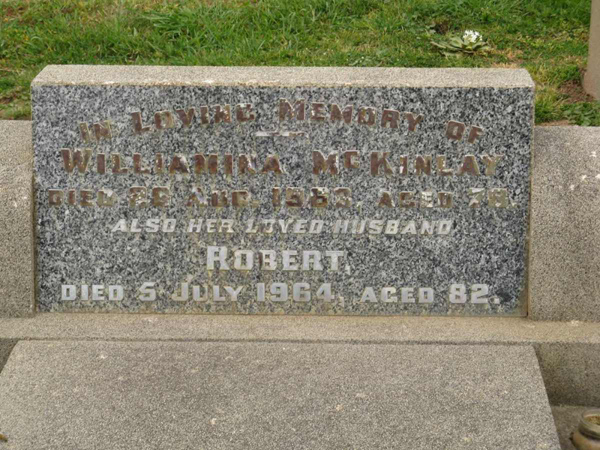 In Loving Memory of
Williamina McKinlay
Died Aug. aged
also her loved husband
Robert,
Died 5 July 1964, aged 82.